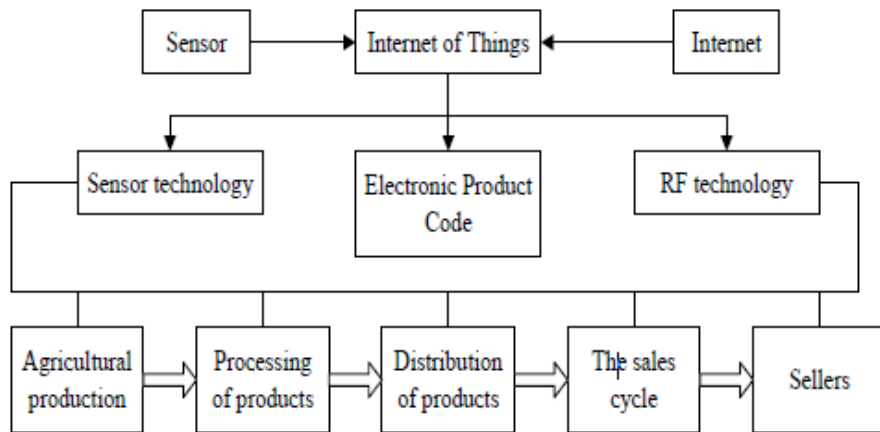 Sensor
Internet of Things
Internet
Sensor technology
Electronic Product
Code
RF technology
Agricultural
production
Processing
of products
Distribution
of products
The sales
cycle
Sellers